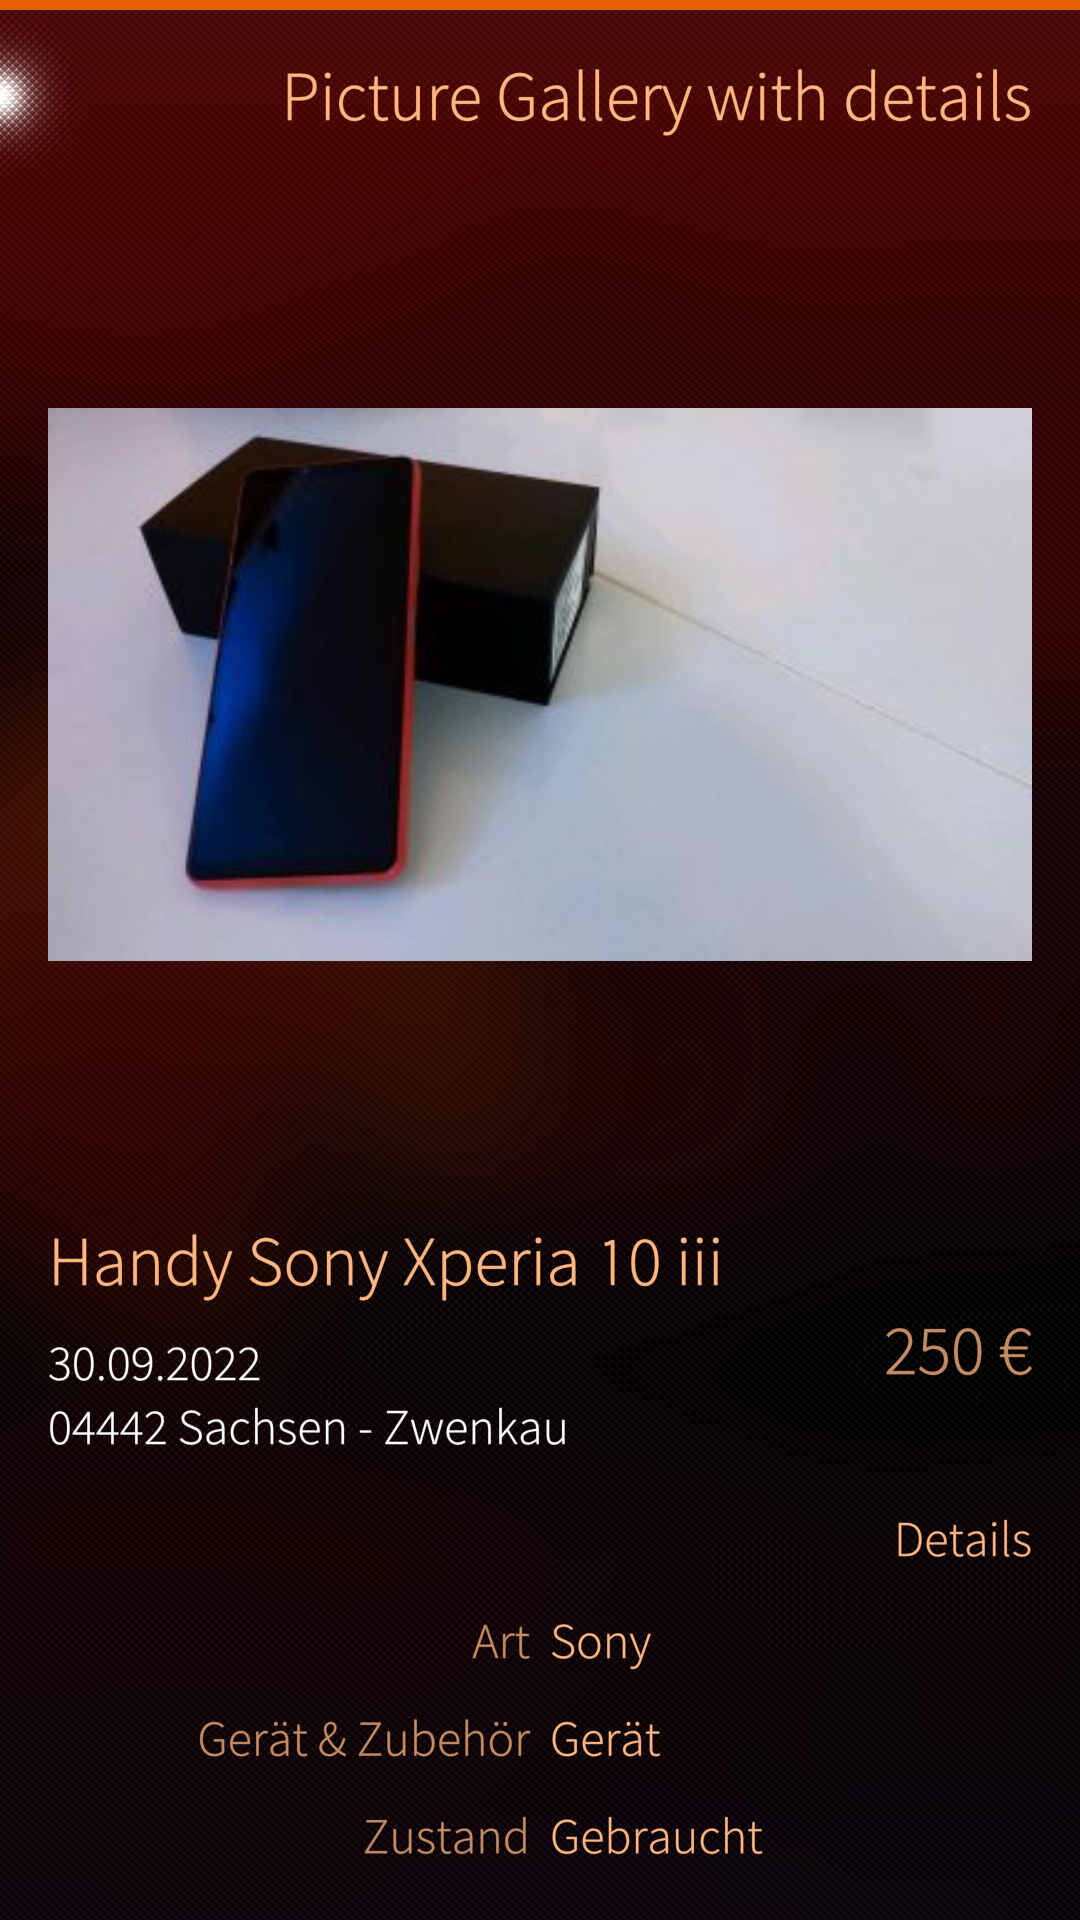 Picture Gallery with details
Handy Sony Xperia 10 iii
30.09.2022
250 €
04442 Sachsen - Zwenkau
Details
Art Sony
Gerät & Zubehör Gerät
Zustand Gebraucht